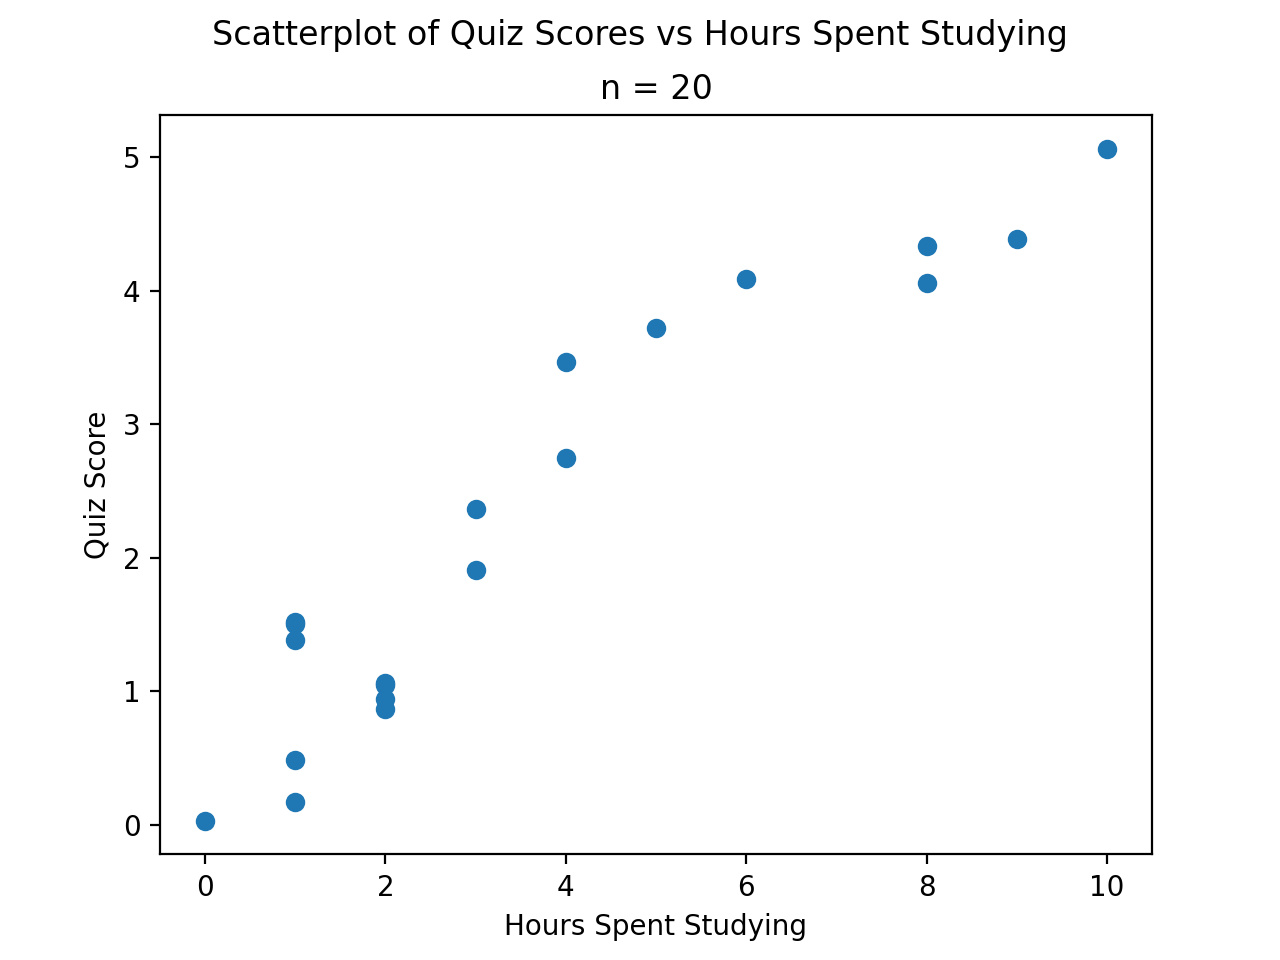 Scatterplot of Quiz Scores vs Hours Spent Studying
n = 20
5
4
3
2
1
0
Quiz Score
0 2 4 6 8 10
Hours Spent Studying